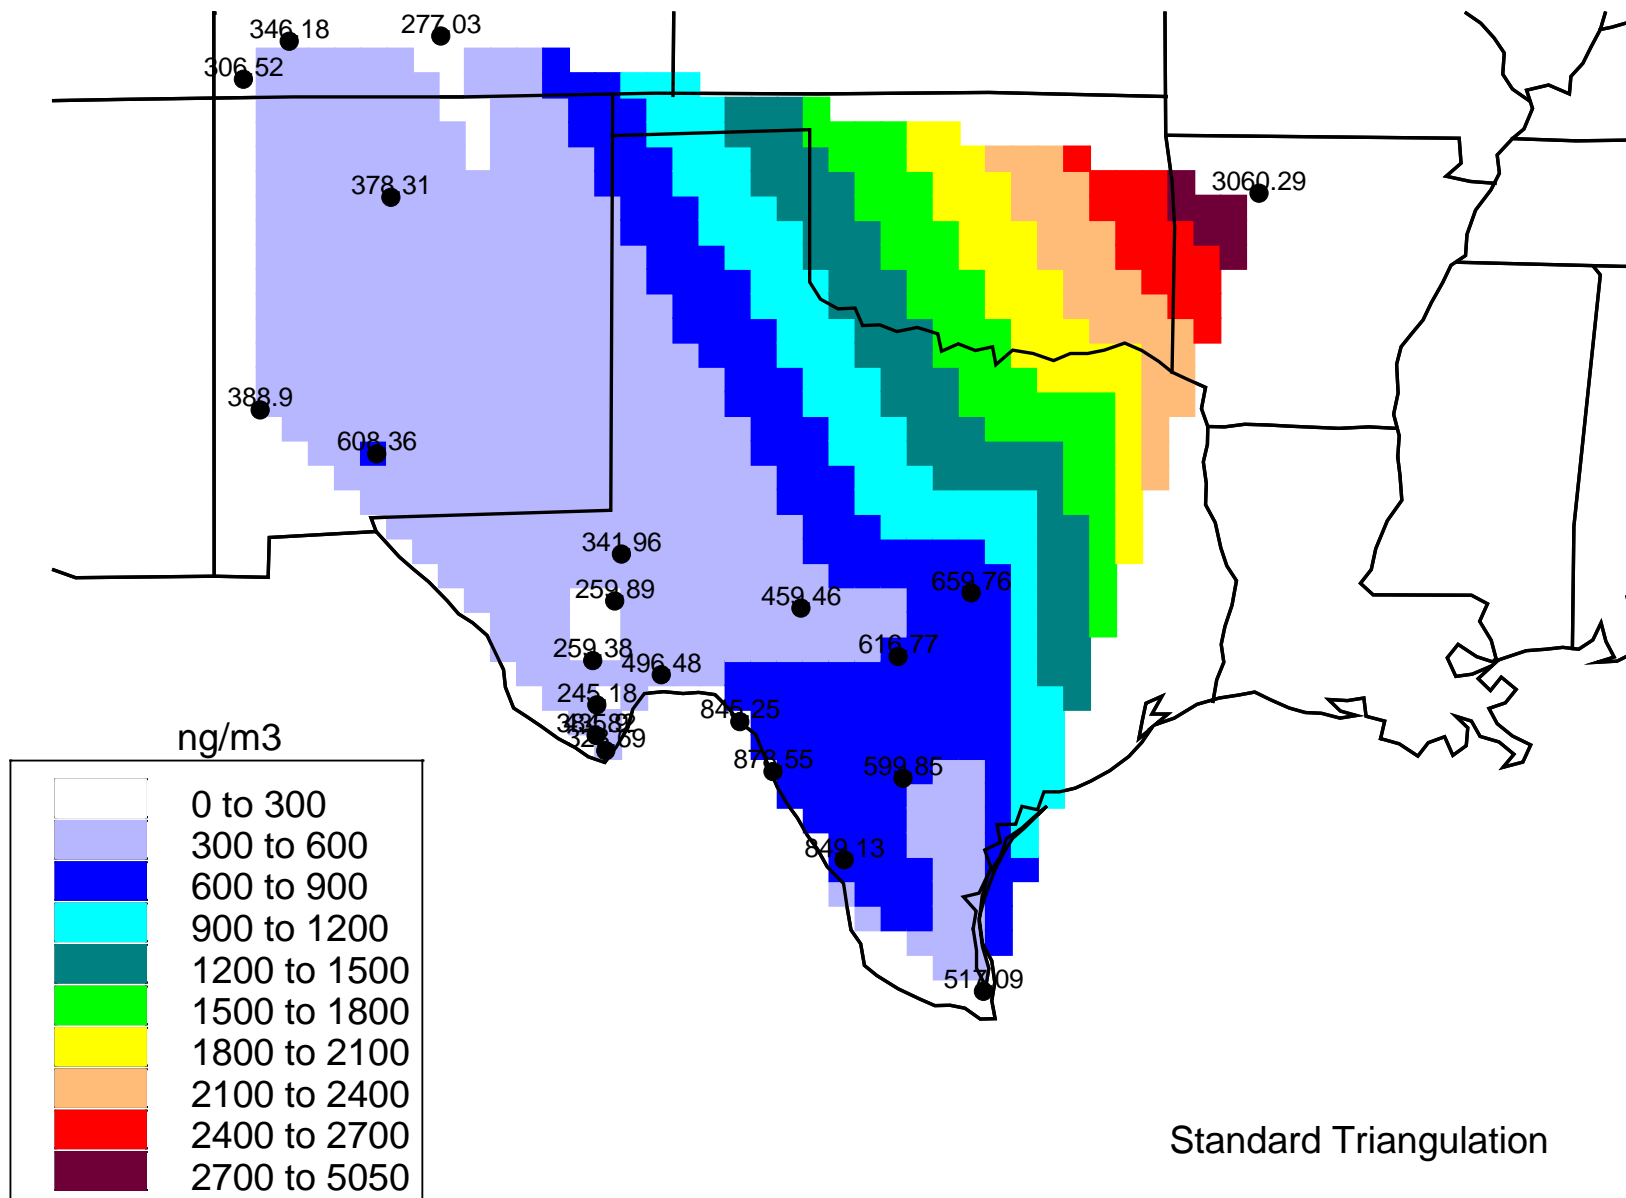 346.18
277.03
306.52
378.31
3060.29
388.9
608.36
341.96
259.89
459.46
659.76
259.38
496.48
616.77
245.18
845.25
878.55
599.85
849.13
517.09
ng/m3
0 to 300
300 to 600
600 to 900
900 to 1200
1200 to 1500
1500 to 1800
1800 to 2100
2100 to 2400
2400 to 2700
2700 to 5050
Standard Triangulation